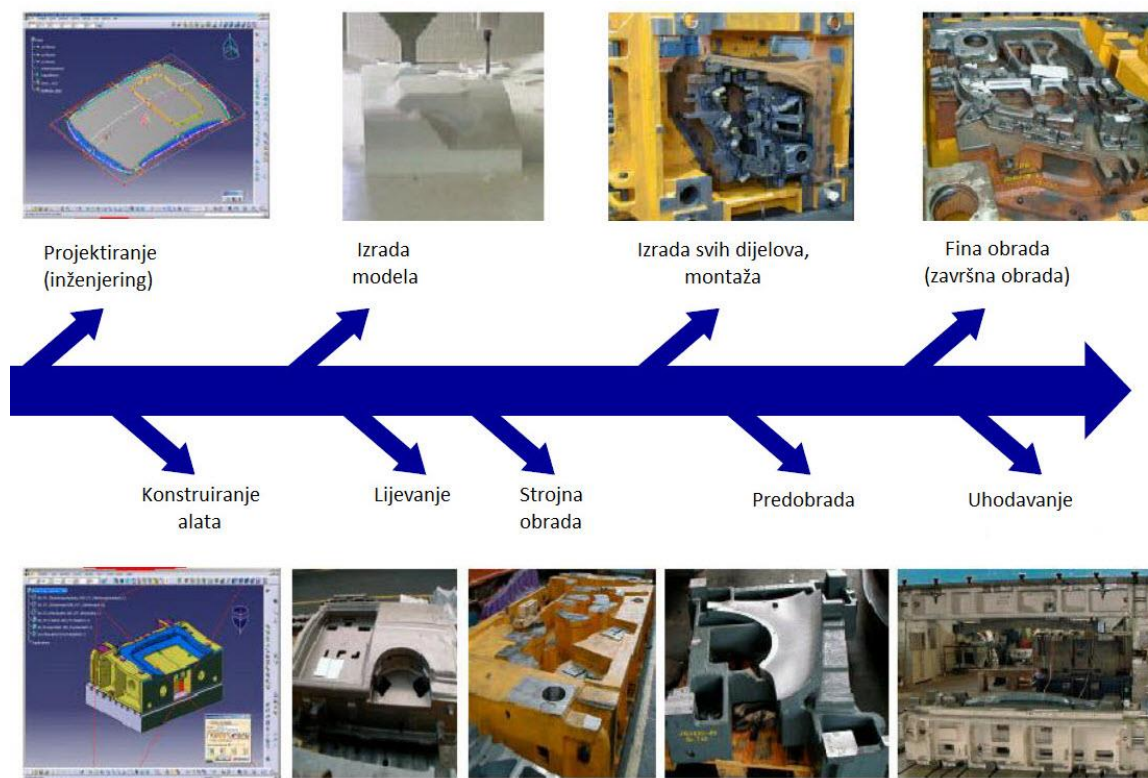 Projektiranje
(inženjering)
Izrada
modela
Izrada svih dijelova,
montaža
Fina obrada
(završna obrada)
Konstruiranje
alata
Lijevanje
Strojna
obrada
Predobrada
Uhodavanje